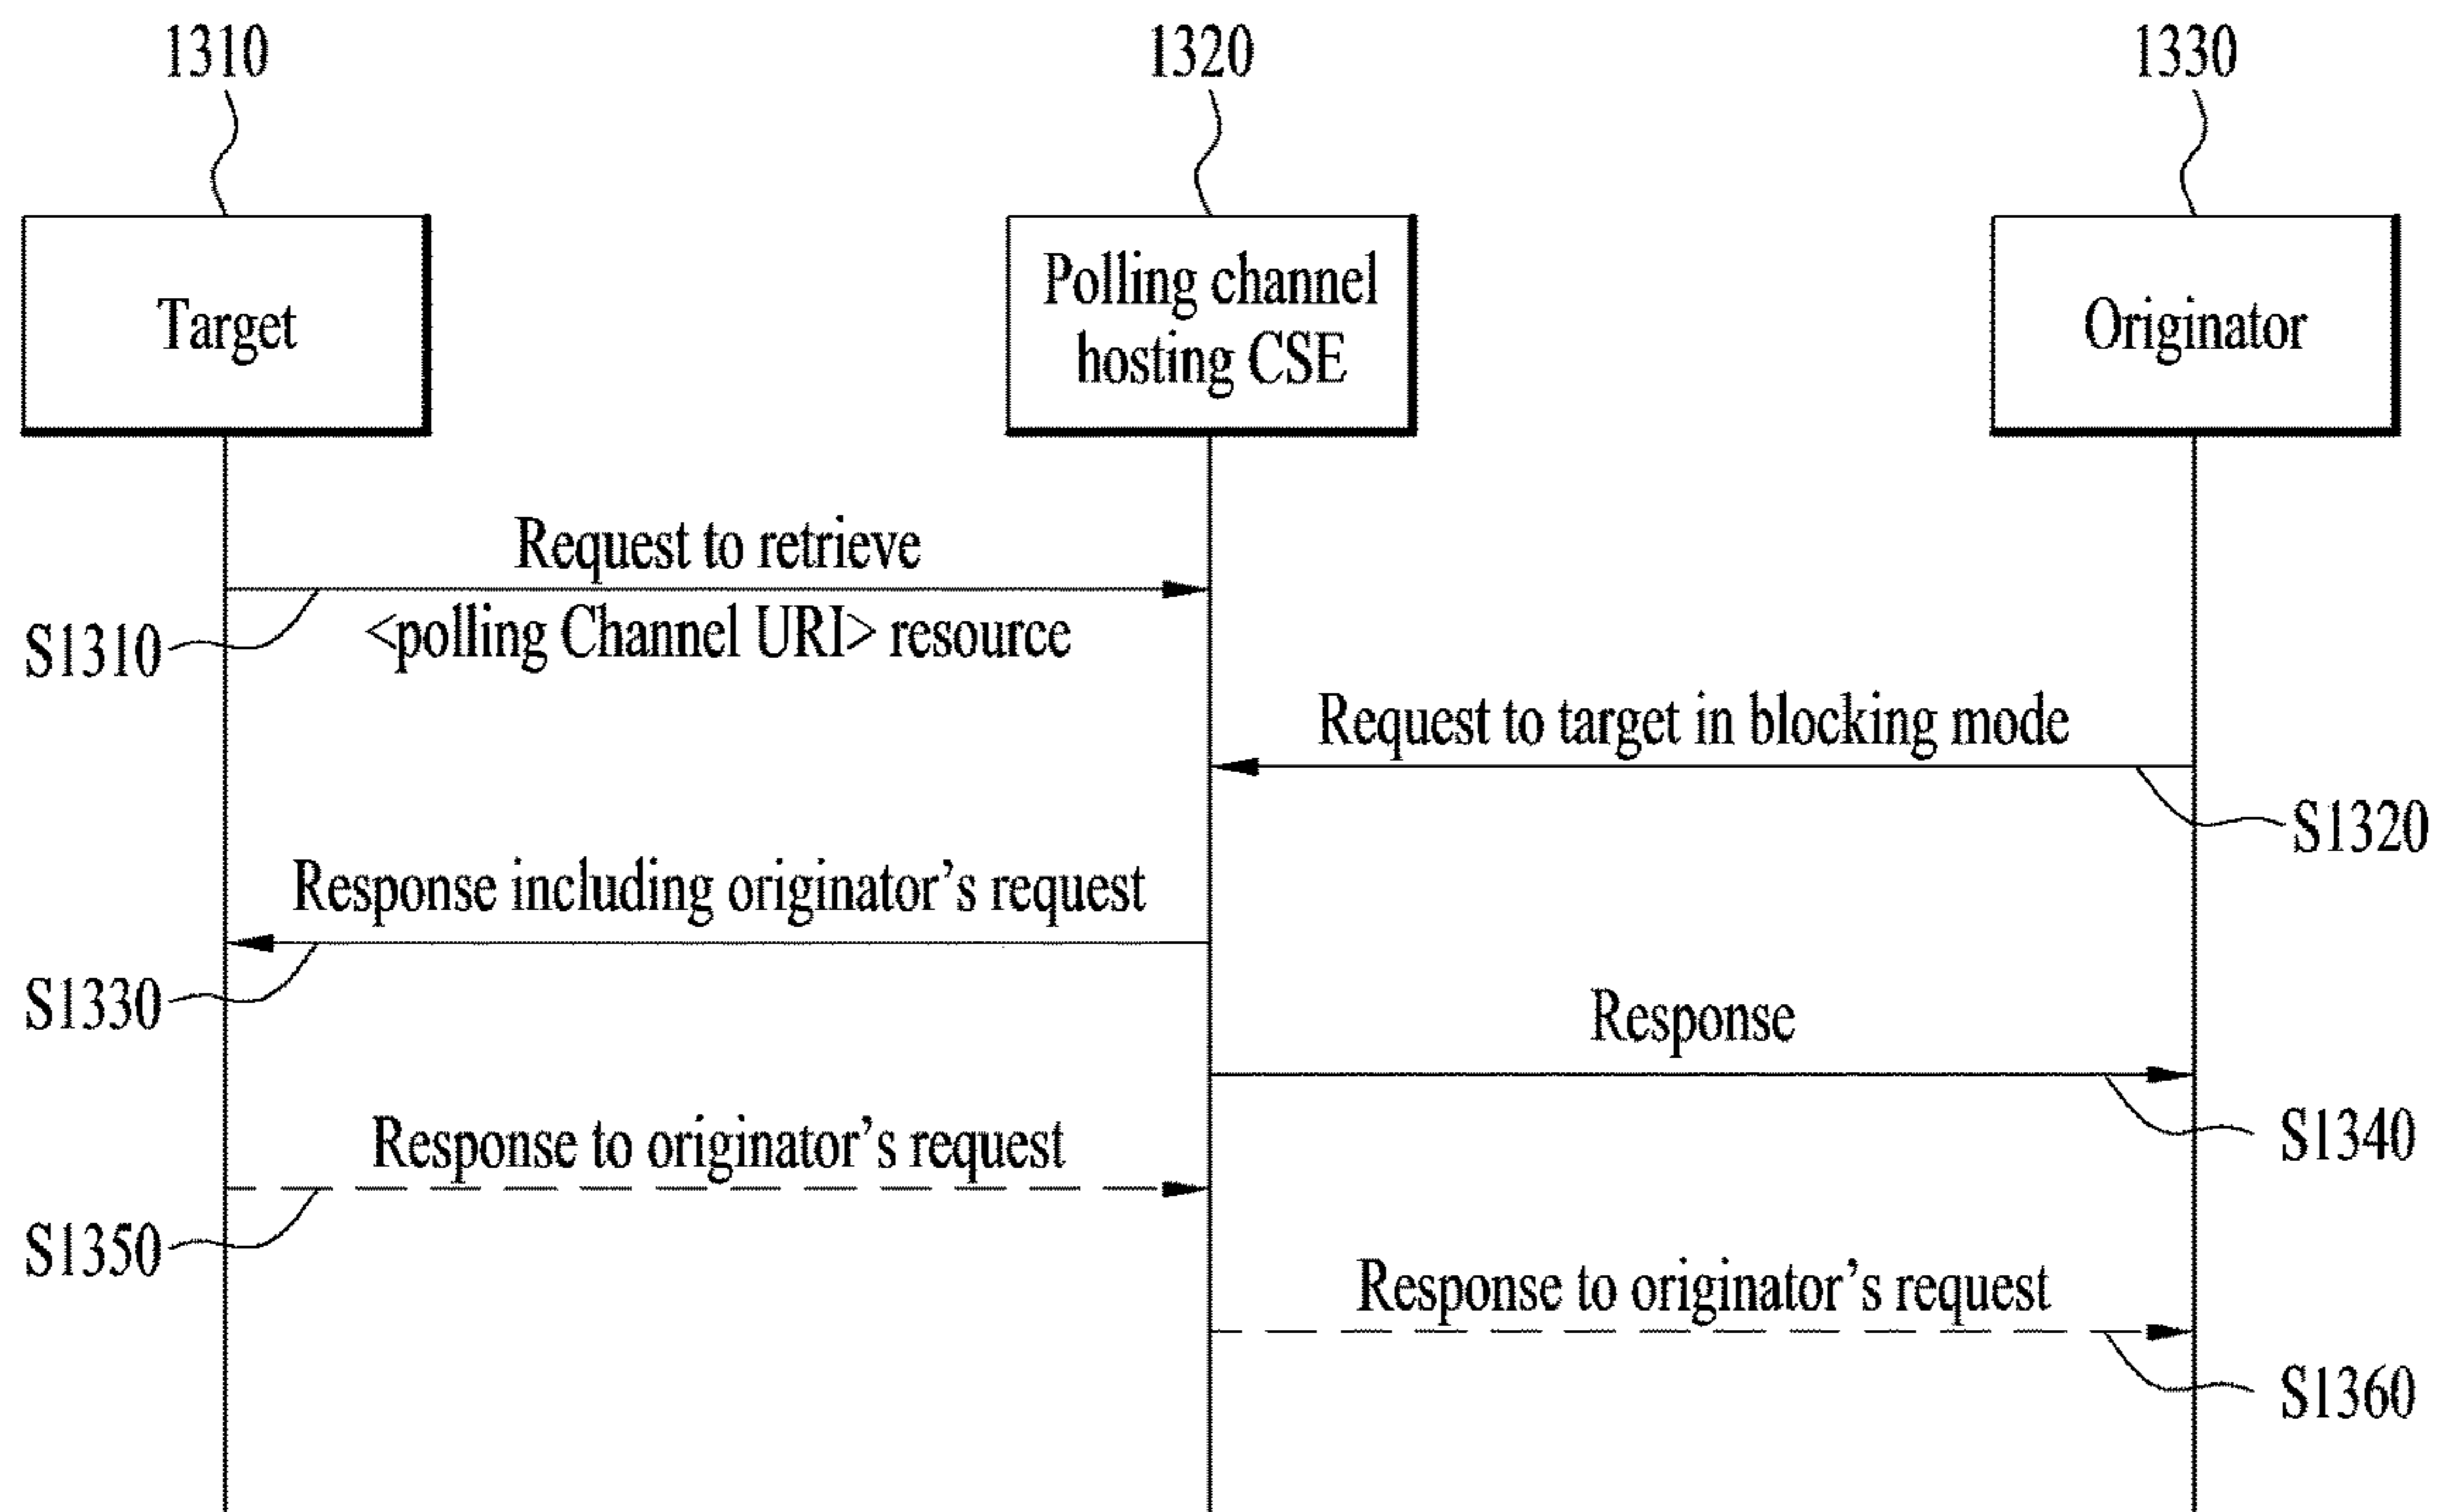 1310
1320
1330
Target
Polling channel
hosting CSE
Originator
Request to retrieve
<polling Channel URI> resource
S1310
Request to target in blocking mode
S1320
Response including originator’s request
S1330
Response
S1340
Response to originator’s request
S1350
Response to originator’s request
S1360